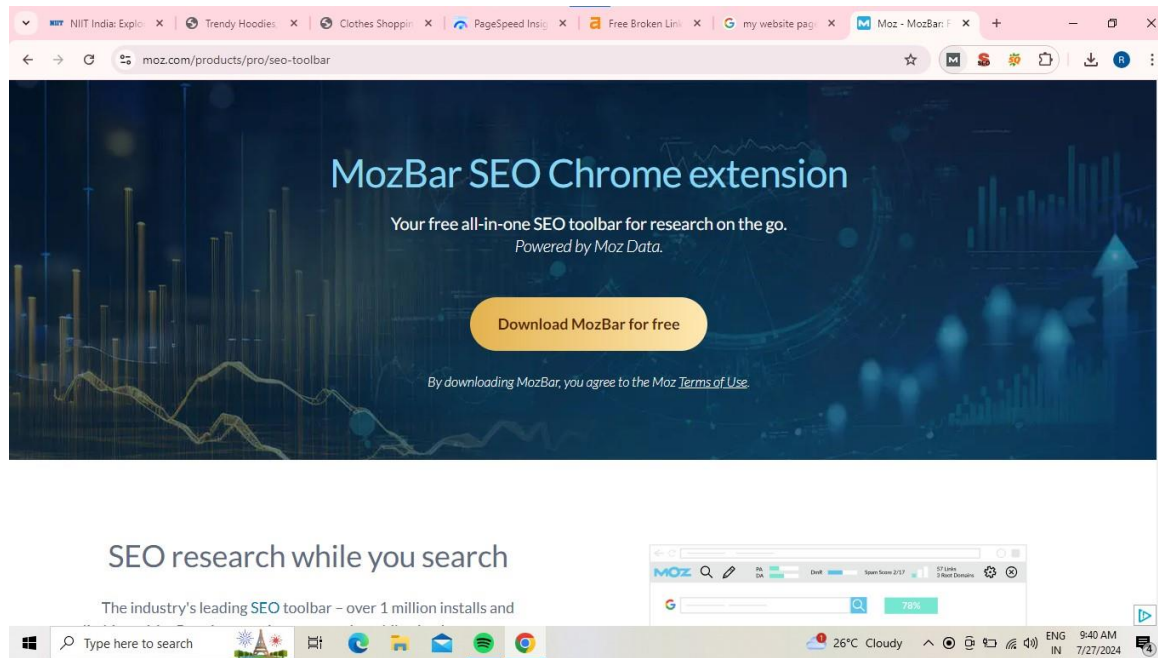 NIIT NIIT India: Explo
Trendy Hoodies,
Clothes Shoppin
PageSpeed Insig
Free Broken Link
G my website pag
M Moz - MozBar: F
moz.com/products/pro/seo-toolbar
R
MozBar SEO Chrome extension
Your free all-in-one SEO toolbar for research on the go.
Powered by Moz Data.
Download MozBar for free
By downloading MozBar, you agree to the Moz Terms of Use.
SEO research while you search
The industry's leading SEO toolbar – over 1 million installs and
MOZ PA DA DmR Spam Score 2/17 57 Links 3 Root Domains
G 78%
Type here to search
26°C Cloudy
ENG
IN
9:40 AM
7/27/2024
4